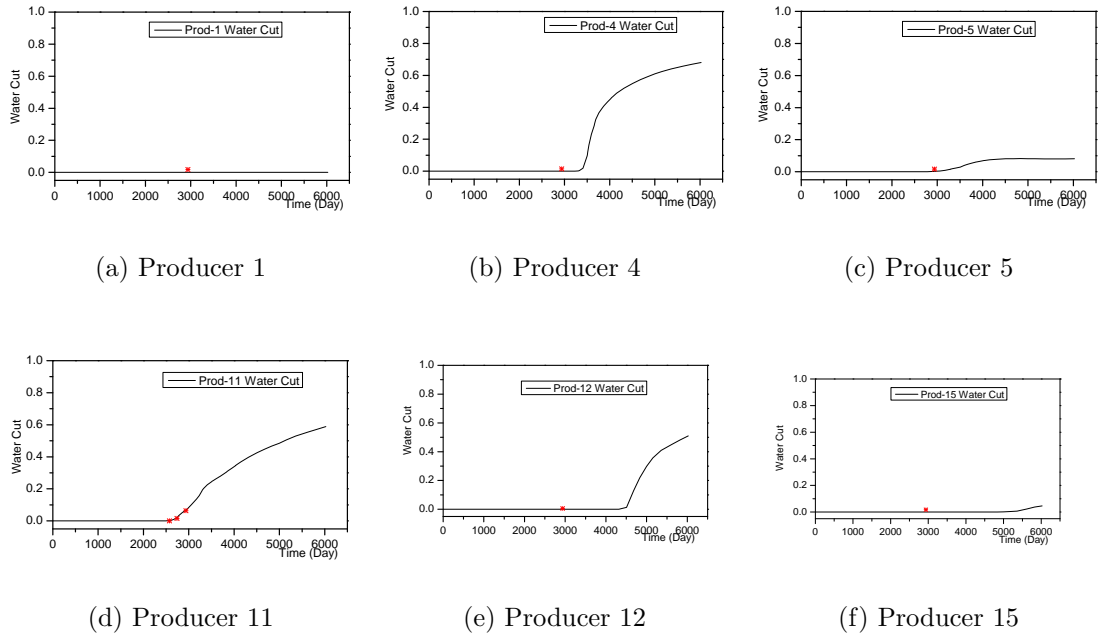 Prod-1 Water Cut
1.0
0.8
0.6
0.4
0.2
0.0
Water Cut
0 1000 2000 3000 4000 5000 6000
Time (Day)
(a) Producer 1
Prod-4 Water Cut
1.0
0.8
0.6
0.4
0.2
0.0
Water Cut
0 1000 2000 3000 4000 5000 6000
Time (Day)
(b) Producer 4
Prod-5 Water Cut
1.0
0.8
0.6
0.4
0.2
0.0
Water Cut
0 1000 2000 3000 4000 5000 6000
Time (Day)
(c) Producer 5
Prod-11 Water Cut
1.0
0.8
0.6
0.4
0.2
0.0
Water Cut
0 1000 2000 3000 4000 5000 6000
Time (Day)
(d) Producer 11
Prod-12 Water Cut
1.0
0.8
0.6
0.4
0.2
0.0
Water Cut
0 1000 2000 3000 4000 5000 6000
Time (Day)
(e) Producer 12
Prod-15 Water Cut
1.0
0.8
0.6
0.4
0.2
0.0
Water Cut
0 1000 2000 3000 4000 5000 6000
Time (Day)
(f) Producer 15